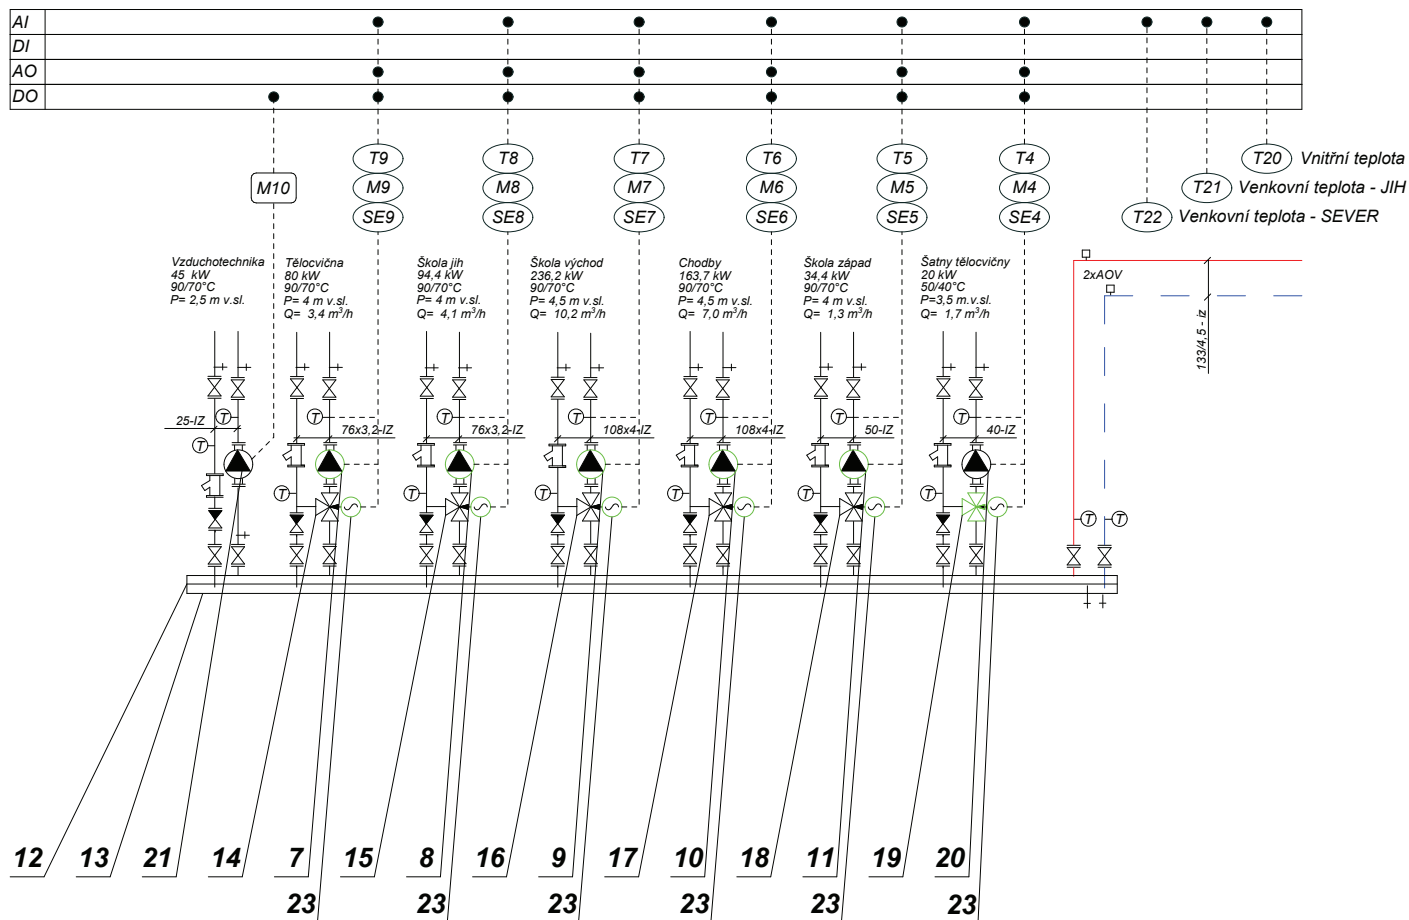 AI
DI
AO
DO
T9
T8
T7
T6
T5
T4
T20 Vnitřní teplota
M10
M9
M8
M7
M6
M5
M4
T21 Venkovní teplota - JIH
SE9
SE8
SE7
SE6
SE5
SE4
T22 Venkovní teplota - SEVER
Vzduchotechnika
45 kW
90/70°C
P= 2,5 m v.sl.
Tělocvična
80 kW
90/70°C
P= 4 m v.sl.
Q= 3,4 m³/h
Škola jih
94,4 kW
90/70°C
P= 4 m v.sl.
Q= 4,1 m³/h
Škola východ
236,2 kW
90/70°C
P= 4,5 m v.sl.
Q= 10,2 m³/h
Chodby
163,7 kW
90/70°C
P= 4,5 m v.sl.
Q= 7,0 m³/h
Škola západ
34,4 kW
90/70°C
P= 4 m v.sl.
Q= 1,3 m³/h
Šatny tělocvičny
20 kW
50/40°C
P=3,5 m v.sl.
Q= 1,7 m³/h
2xAOV
133/4,5 - iz
T
T
T
T
T
T
T
25-IZ
76x3,2-IZ
76x3,2-IZ
108x4-IZ
108x4-IZ
50-IZ
40-IZ
T
T
T
T
T
T
T
T
T
12
13
21
14
7
15
8
16
9
17
10
18
11
19
20
23
23
23
23
23
23